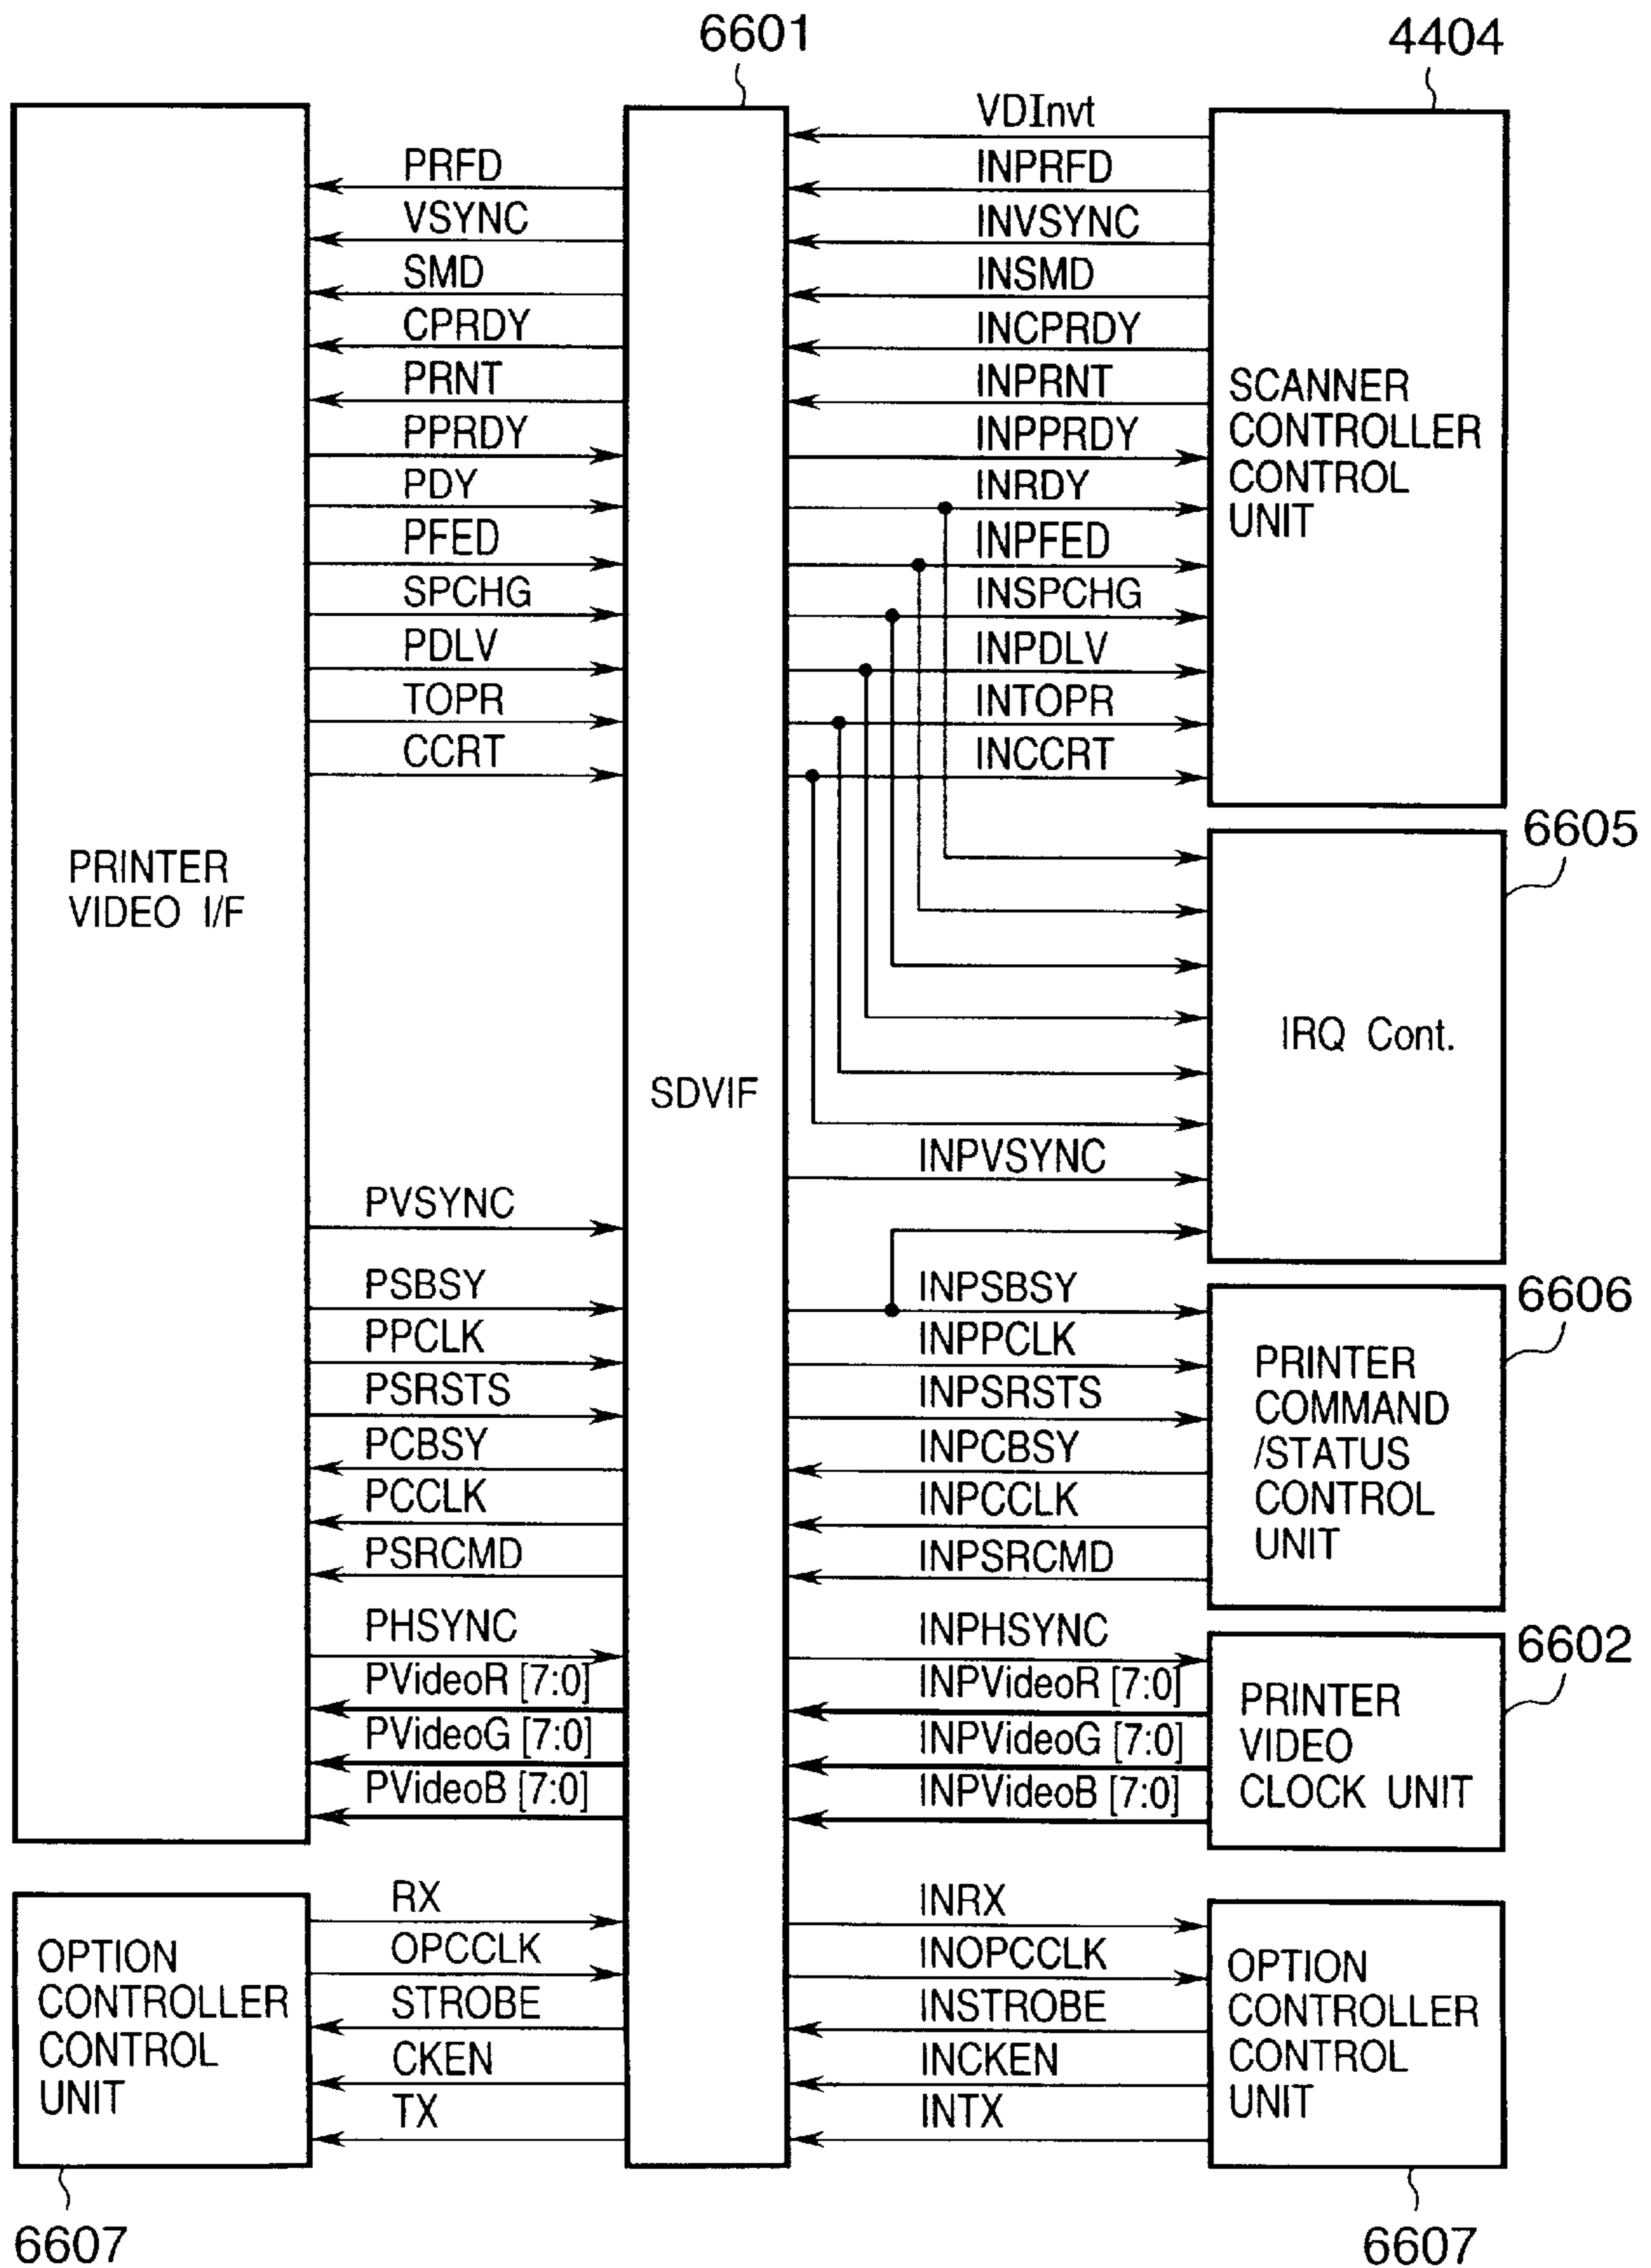 6601
4404
VDInvt
PRFD
INPRFD
VSYNC
INVSYNC
SMD
INSMD
CPRDY
INCPRDY
PRNT
INPRNT
PPRDY
INPPRDY
PDY
INRDY
PFED
INPFED
SPCHG
INSPCHG
PDLV
INPDLV
TOPR
INTOPR
CCRT
INCCRT
SCANNER
CONTROLLER
CONTROL
UNIT
6605
PRINTER
VIDEO I/F
IRQ Cont.
SDVIF
INPVSYNC
PVSYNC
PSBSY
INPSBSY
PPCLK
INPPCLK
PSRSTS
INPSRSTS
PCBSY
INPCBSY
PCCLK
INPCCLK
PSRCMD
INPSRCMD
6606
PRINTER
COMMAND
/STATUS
CONTROL
UNIT
PHSYNC
INPHSYNC
PVideoR [7:0]
INPVideoR [7:0]
PVideoG [7:0]
INPVideoG [7:0]
PVideoB [7:0]
INPVideoB [7:0]
6602
PRINTER
VIDEO
CLOCK UNIT
OPTION
CONTROLLER
CONTROL
UNIT
RX
INRX
OPCCLK
INOPCCLK
STROBE
INSTROBE
CKEN
INCKEN
TX
INTX
OPTION
CONTROLLER
CONTROL
UNIT
6607
6607